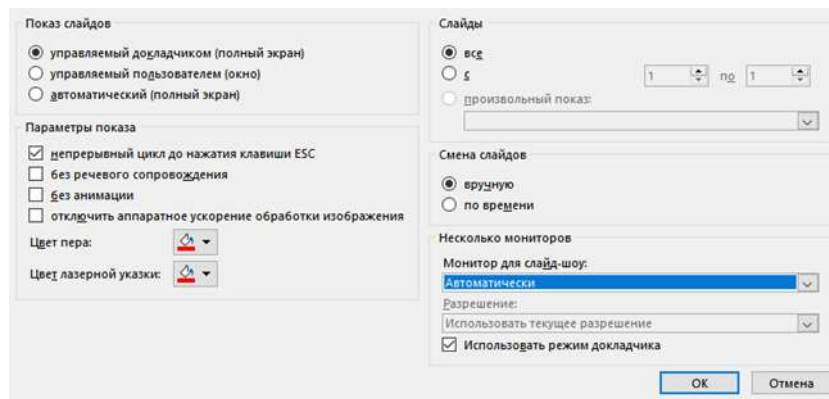 Показ слайдов
управляемый докладчиком (полный экран)
управляемый пользователем (окно)
автоматический (полный экран)
Параметры показа
непрерывный цикл до нажатия клавиши ESC
без речевого сопровождения
без анимации
отключить аппаратное ускорение обработки изображения
Цвет пера:
Цвет лазерной указки:
Слайды
все
с 1 по 1
произвольный показ:
Смена слайдов
вручную
по времени
Несколько мониторов
Монитор для слайд-шоу:
Автоматически
Разрешение:
Использовать текущее разрешение
Использовать режим докладчика
ОК Отмена